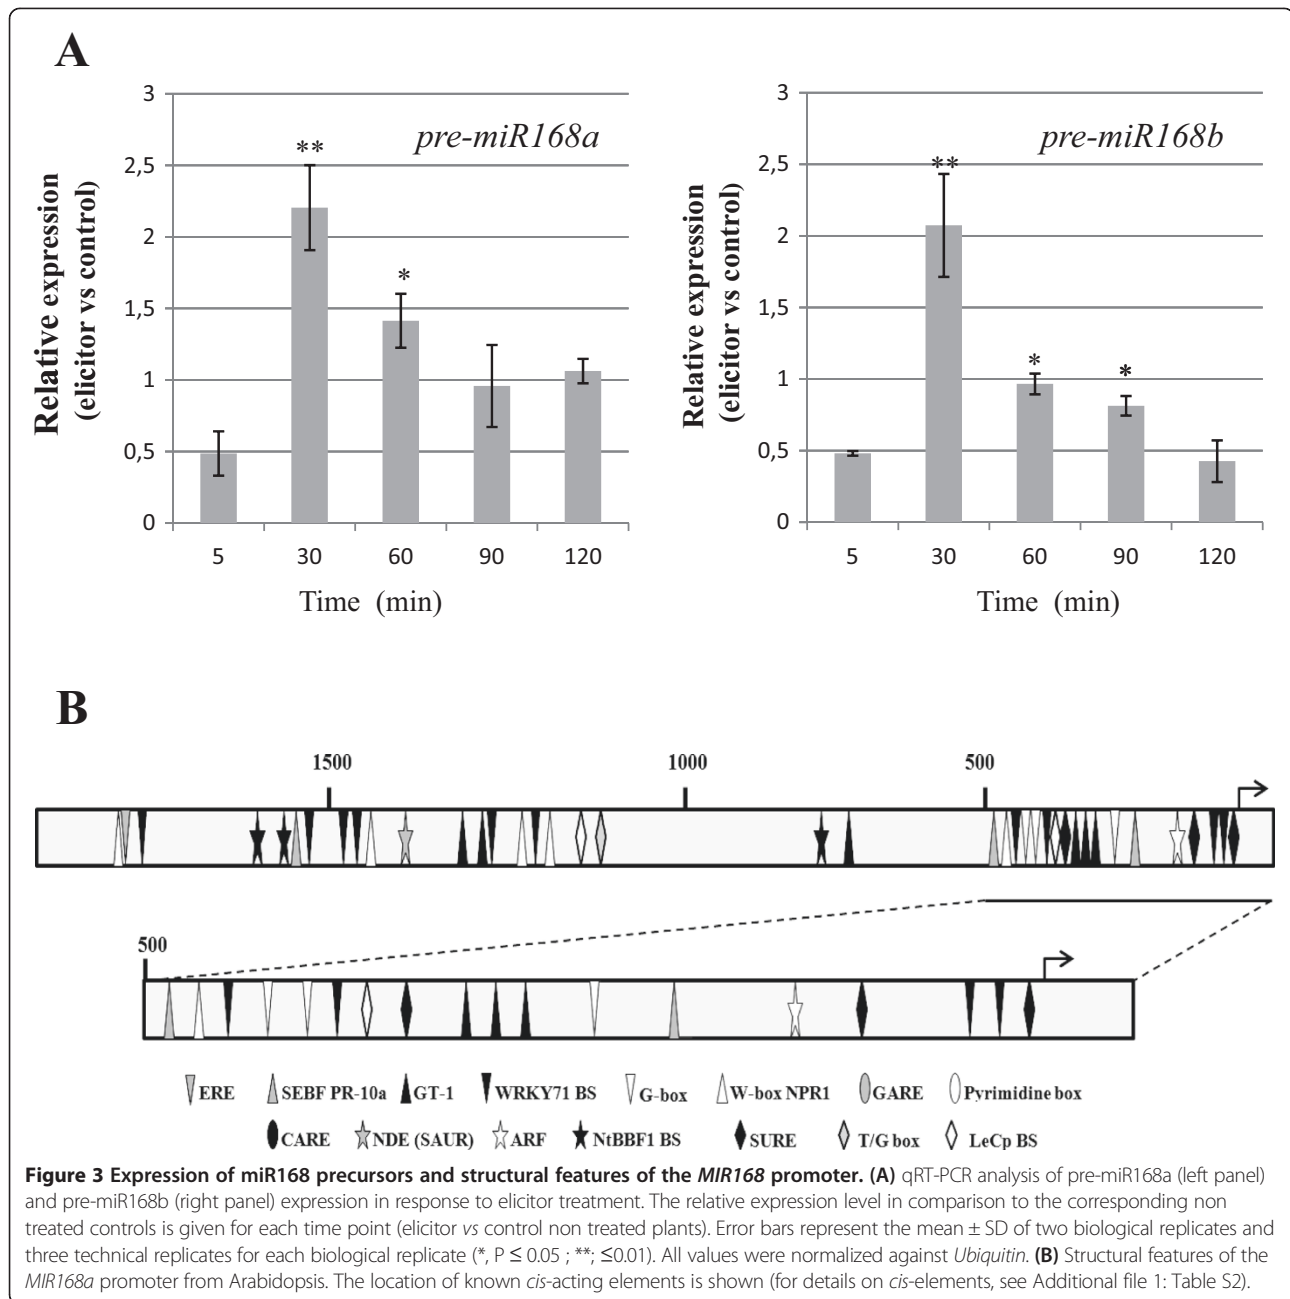 A
3
2,5
2
1,5
1
0,5
0
Relative expression
(elicitor vs control)
pre-miR168a
**
*
5 30 60 90 120
Time (min)
3
2,5
2
1,5
1
0,5
0
Relative expression
(elicitor vs control)
pre-miR168b
**
*
*
5 30 60 90 120
Time (min)
B
1500 1000 500
500
ERE SEBF PR-10a GT-1 WRKY71 BS G-box W-box NPR1 GARE Pyrimidine box
CARE NDE (SAUR) ARF NtBBF1 BS SURE T/G box LeCp BS
Figure 3 Expression of miR168 precursors and structural features of the MIR168 promoter. (A) qRT-PCR analysis of pre-miR168a (left panel)
and pre-miR168b (right panel) expression in response to elicitor treatment. The relative expression level in comparison to the corresponding non
treated controls is given for each time point (elicitor vs control non treated plants). Error bars represent the mean ± SD of two biological replicates and
three technical replicates for each biological replicate (*, P ≤ 0.05 ; **; ≤0.01). All values were normalized against Ubiquitin. (B) Structural features of the
MIR168a promoter from Arabidopsis. The location of known cis-acting elements is shown (for details on cis-elements, see Additional file 1: Table S2).